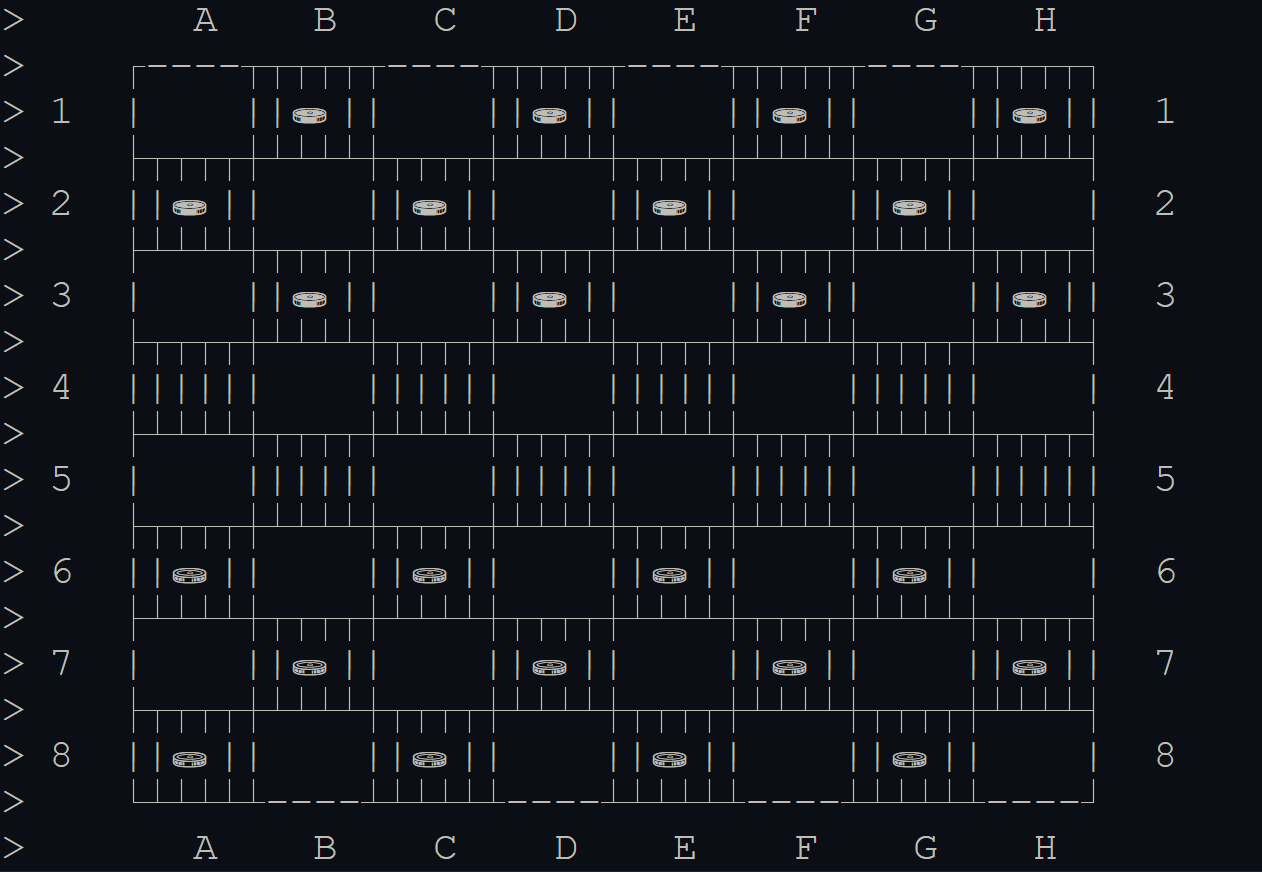 > A B C D E F G H
>
> 1 ⛂ ⛂ ⛂ ⛂ 1
>
> 2 ⛂ ⛂ ⛂ ⛂ 2
>
> 3 ⛂ ⛂ ⛂ ⛂ 3
>
> 4 4
>
> 5 5
>
> 6 ⛀ ⛀ ⛀ ⛀ 6
>
> 7 ⛀ ⛀ ⛀ ⛀ 7
>
> 8 ⛀ ⛀ ⛀ ⛀ 8
>
> A B C D E F G H